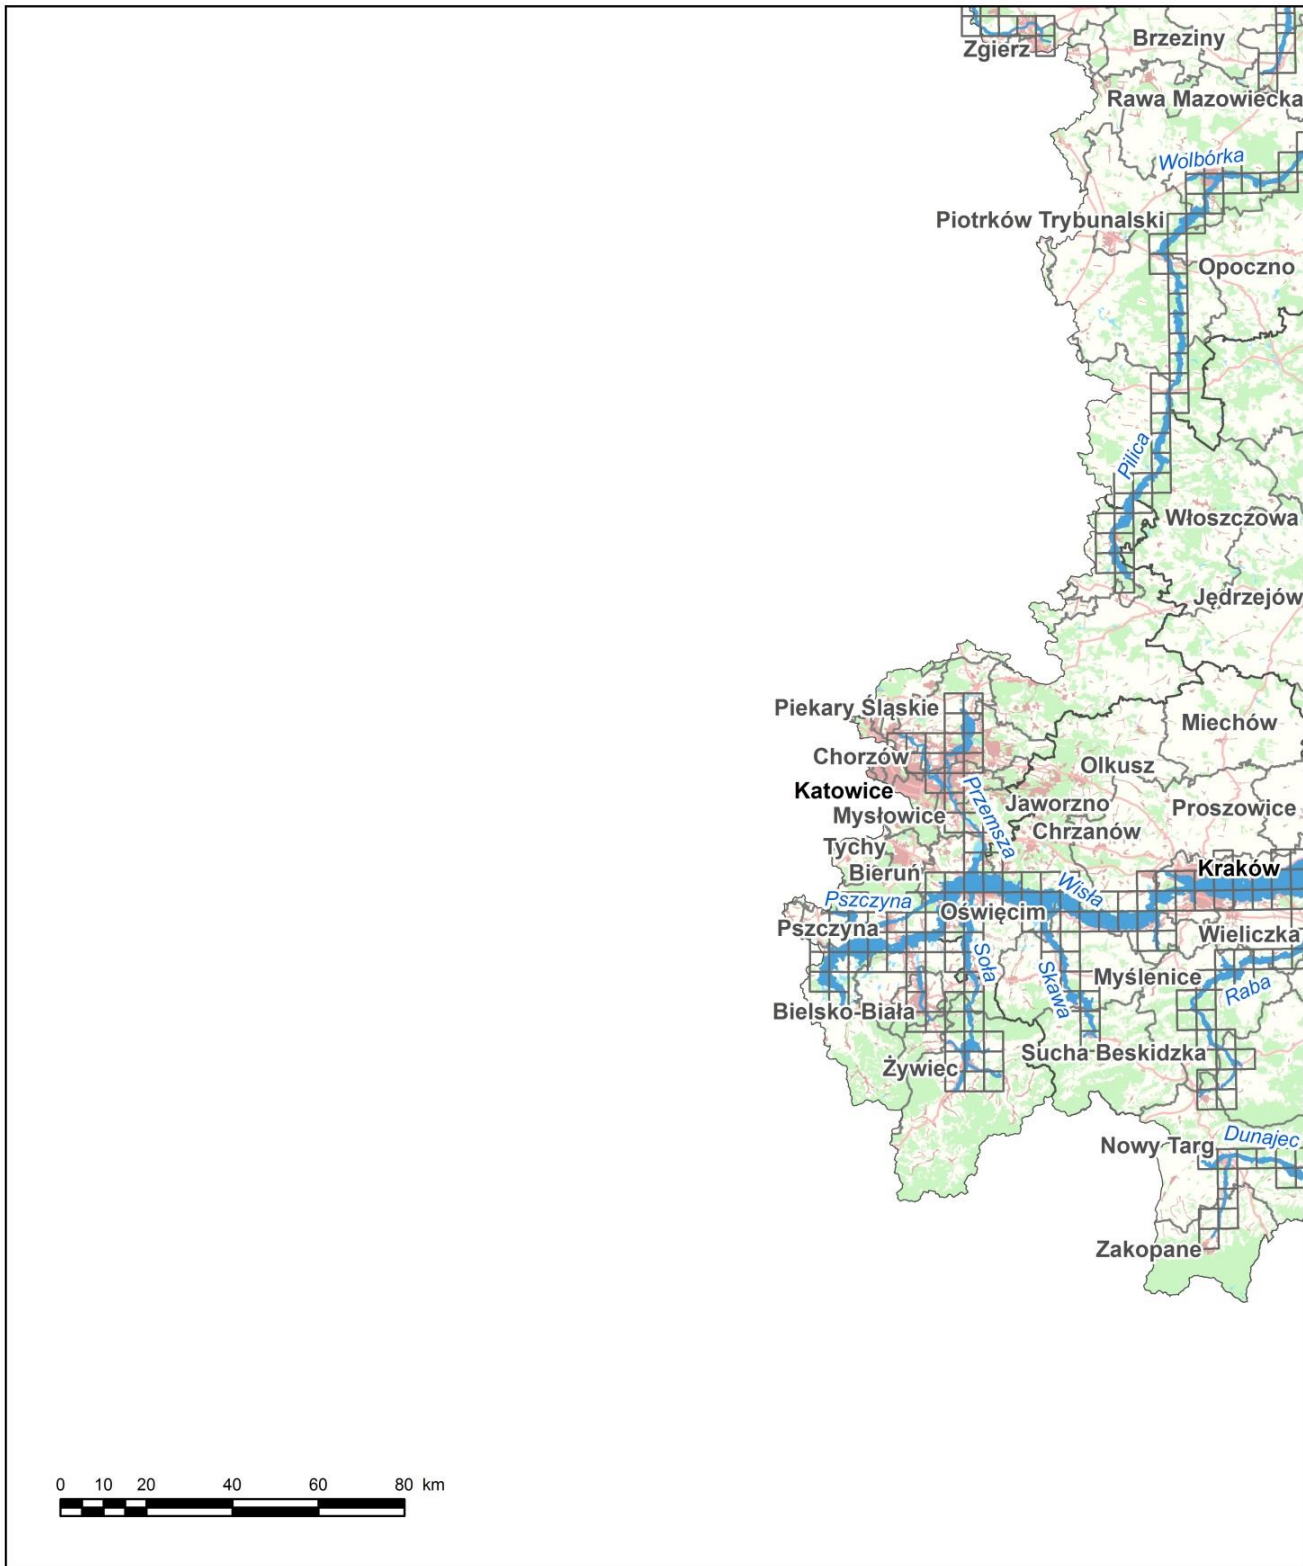 Zgierz
Brzeziny
Rawa Mazowiecka
Wolbórka
Piotrków Trybunalski
Opoczno
Pilica
Włoszczowa
Jędrzejów
Piekary Śląskie
Miechów
Chorzów
Olkusz
Katowice
Przemsza
Jaworzno
Proszowice
Mysłowice
Chrzanów
Tychy
Bieruń
Kraków
Wisła
Pszczyna
Oświęcim
Pszczyna
Wieliczka
Soła
Skawa
Myślenice
Raba
Bielsko-Biała
Sucha Beskidzka
Żywiec
Dunajec
Nowy Targ
Zakopane
0 10 20 40 60 80 km